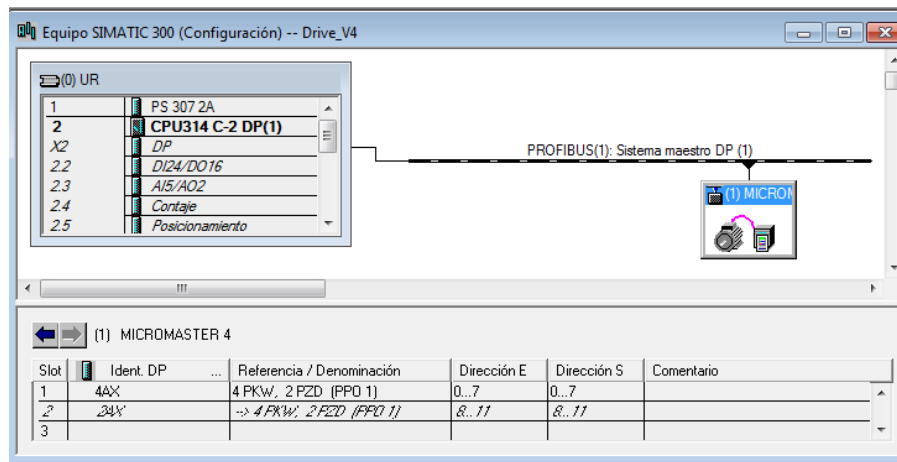 Equipo SIMATIC 300 (Configuración) -- Drive_V4
(0) UR
1 PS 307 2A
2 CPU314 C-2 DP(1)
X2 DP
2.2 DI24/DO16
2.3 AI5/AO2
2.4 Contaje
2.5 Posicionamiento
PROFIBUS(1): Sistema maestro DP (1)
(1) MICROM
(1) MICROMASTER 4
Slot Ident. DP ... Referencia / Denominación Dirección E Dirección S Comentario
1 4AX 4 PKW, 2 PZD (PPO 1) 0...7 0...7
2 2AX --> 4 PKW, 2 PZD (PPO 1) 8...11 8...11
3